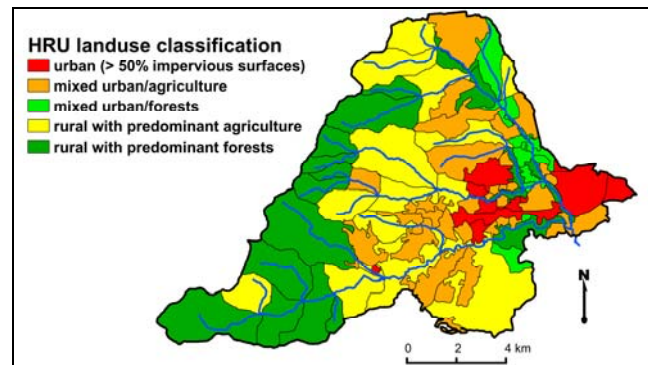 HRU landuse classification
urban (> 50% impervious surfaces)
mixed urban/agriculture
mixed urban/forests
rural with predominant agriculture
rural with predominant forests
N
0 2 4 km